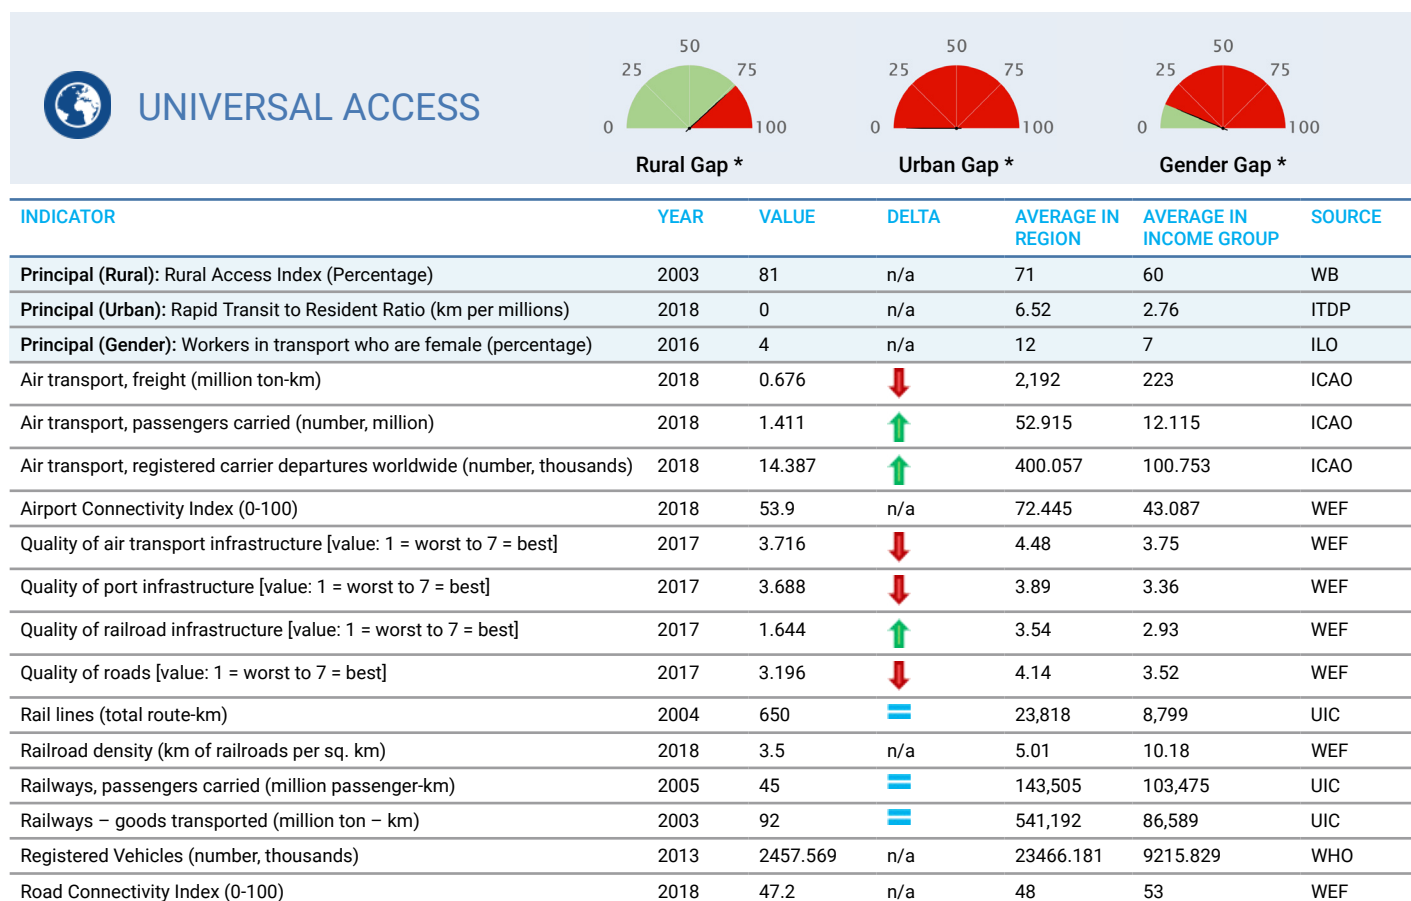 UNIVERSAL ACCESS
0 25 50 75 100
Rural Gap *
0 25 50 75 100
Urban Gap *
0 25 50 75 100
Gender Gap *
INDICATOR YEAR VALUE DELTA AVERAGE IN REGION AVERAGE IN INCOME GROUP SOURCE
Principal (Rural): Rural Access Index (Percentage) 2003 81 n/a 71 60 WB
Principal (Urban): Rapid Transit to Resident Ratio (km per millions) 2018 0 n/a 6.52 2.76 ITDP
Principal (Gender): Workers in transport who are female (percentage) 2016 4 n/a 12 7 ILO
Air transport, freight (million ton-km) 2018 0.676 2,192 223 ICAO
Air transport, passengers carried (number, million) 2018 1.411 52.915 12.115 ICAO
Air transport, registered carrier departures worldwide (number, thousands) 2018 14.387 400.057 100.753 ICAO
Airport Connectivity Index (0-100) 2018 53.9 n/a 72.445 43.087 WEF
Quality of air transport infrastructure [value: 1 = worst to 7 = best] 2017 3.716 4.48 3.75 WEF
Quality of port infrastructure [value: 1 = worst to 7 = best] 2017 3.688 3.89 3.36 WEF
Quality of railroad infrastructure [value: 1 = worst to 7 = best] 2017 1.644 3.54 2.93 WEF
Quality of roads [value: 1 = worst to 7 = best] 2017 3.196 4.14 3.52 WEF
Rail lines (total route-km) 2004 650 23,818 8,799 UIC
Railroad density (km of railroads per sq. km) 2018 3.5 n/a 5.01 10.18 WEF
Railways, passengers carried (million passenger-km) 2005 45 143,505 103,475 UIC
Railways – goods transported (million ton – km) 2003 92 541,192 86,589 UIC
Registered Vehicles (number, thousands) 2013 2457.569 n/a 23466.181 9215.829 WHO
Road Connectivity Index (0-100) 2018 47.2 n/a 48 53 WEF